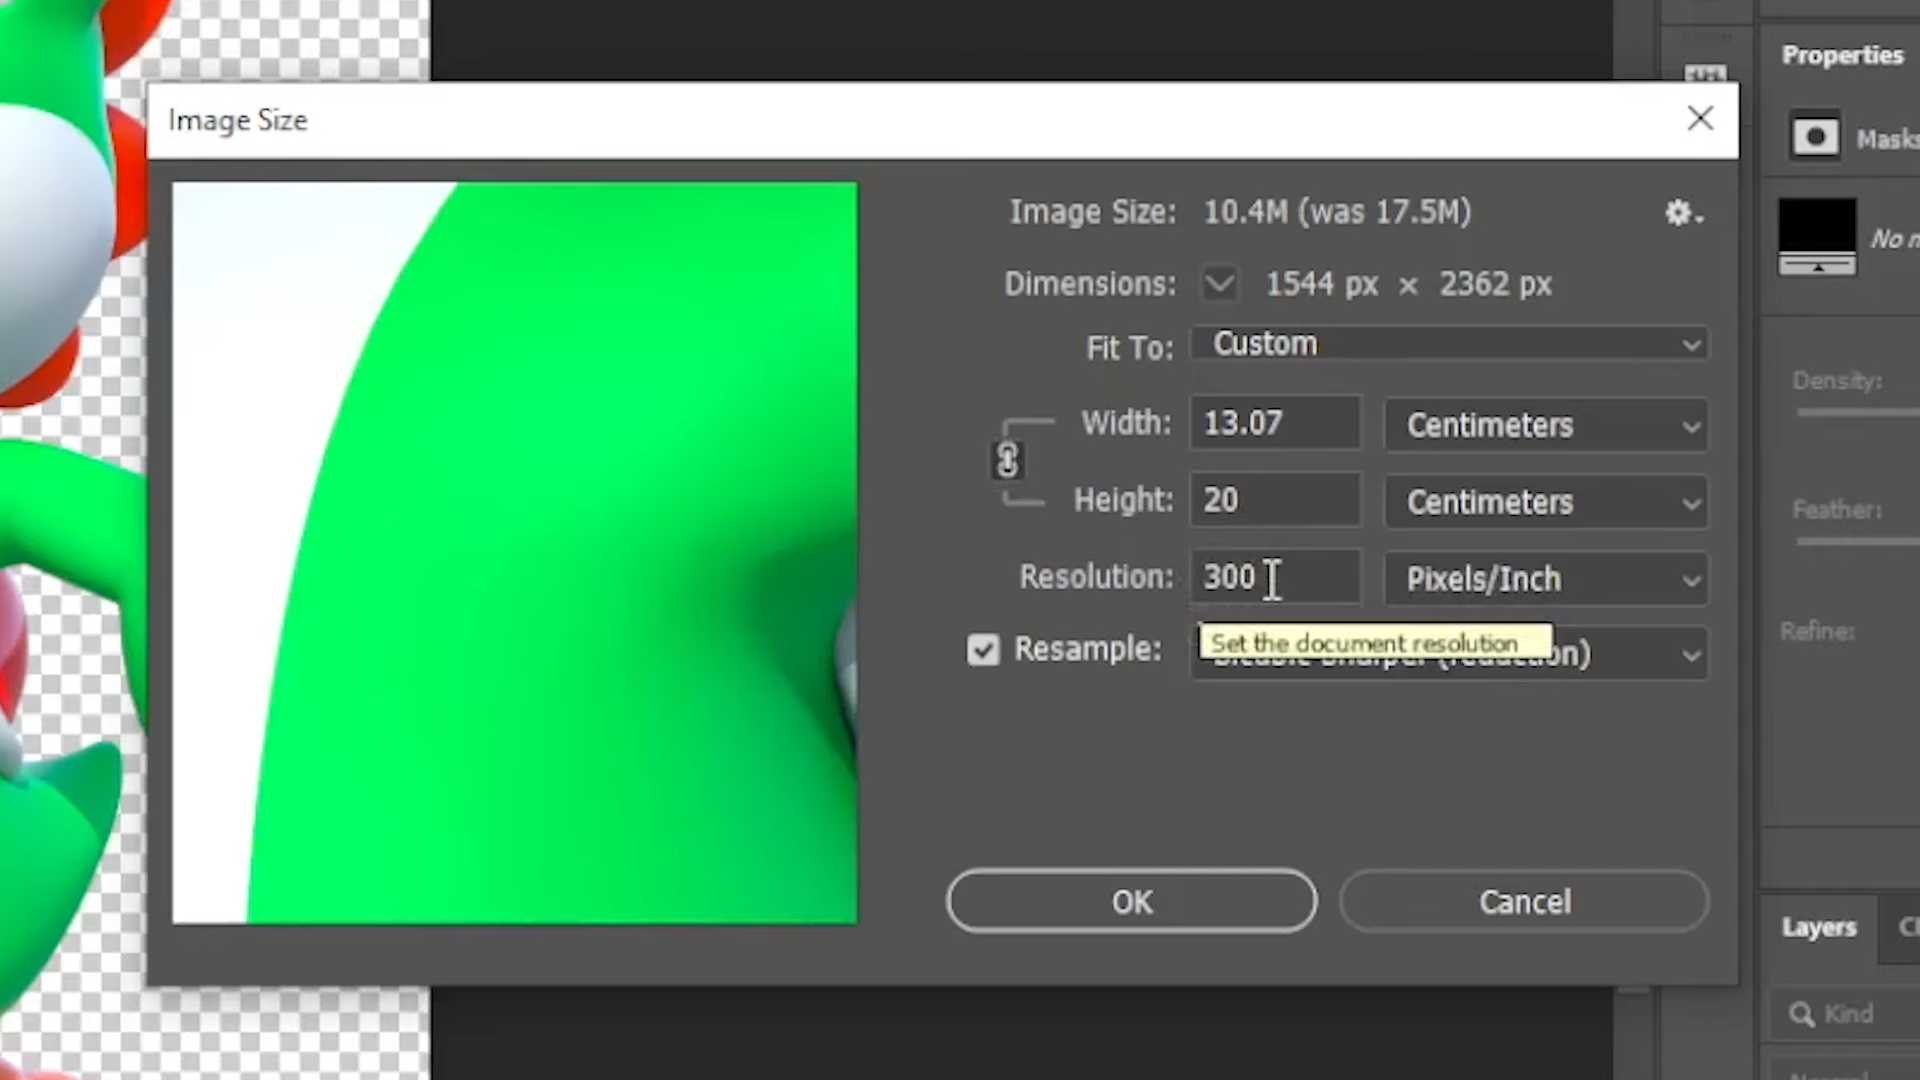 Properties
Image Size
Masks
Image Size: 10.4M (was 17.5M)
No
Dimensions: 1544 px × 2362 px
Fit To: Custom
Density:
Width: 13.07 Centimeters
Height: 20 Centimeters
Feather:
Resolution: 300 Pixels/Inch
Refine:
Resample:
Set the document resolution
OK Cancel
Layers
Kind